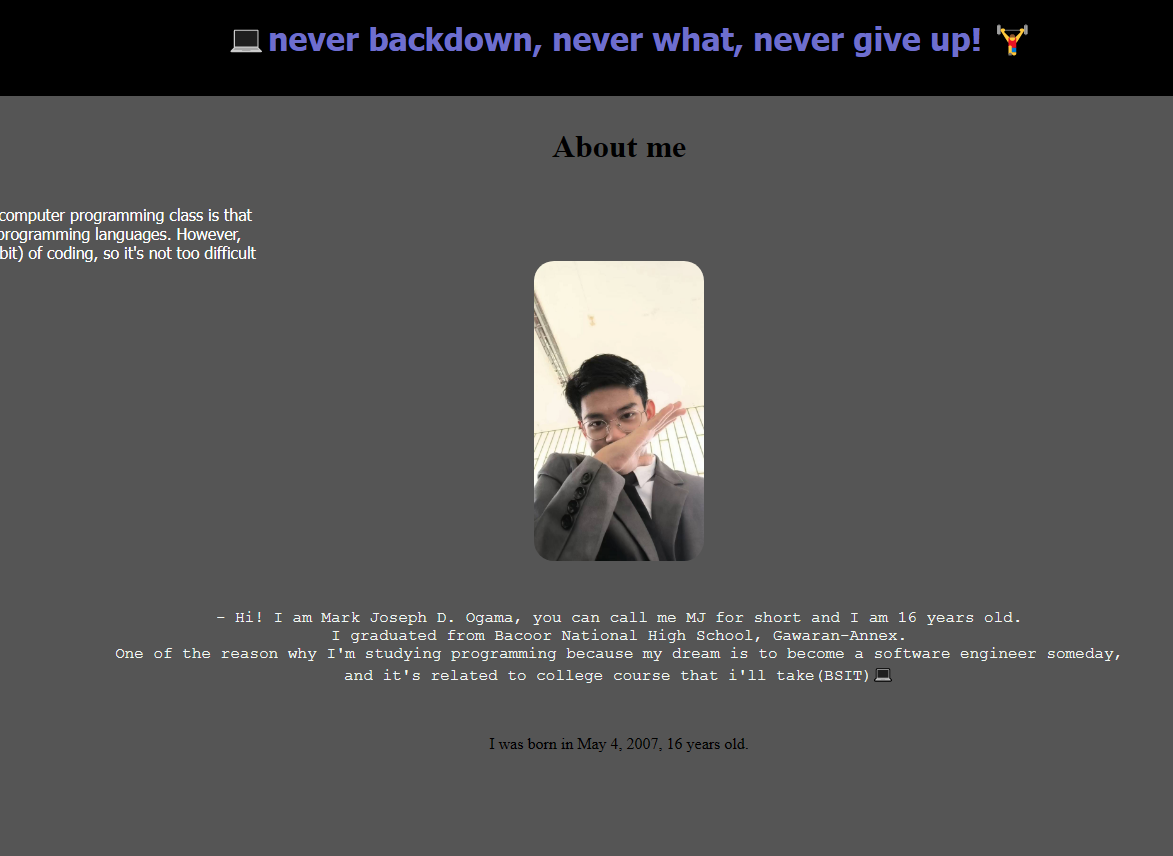 💻 never backdown, never what, never give up! 🏋️
About me
computer programming class is that
programming languages. However,
bit) of coding, so it's not too difficult
- Hi! I am Mark Joseph D. Ogama, you can call me MJ for short and I am 16 years old.
I graduated from Bacoor National High School, Gawaran-Annex.
One of the reason why I'm studying programming because my dream is to become a software engineer someday,
and it's related to college course that i'll take(BSIT)💻
I was born in May 4, 2007, 16 years old.